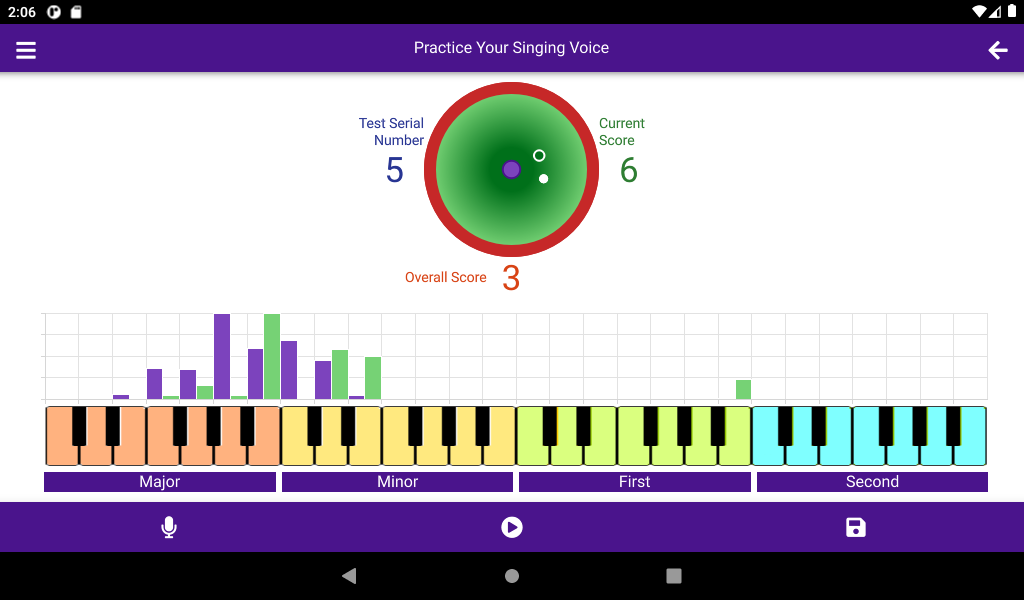 2:06
Practice Your Singing Voice
Test Serial
Number
5
Current
Score
6
Overall Score 3
Major Minor First Second